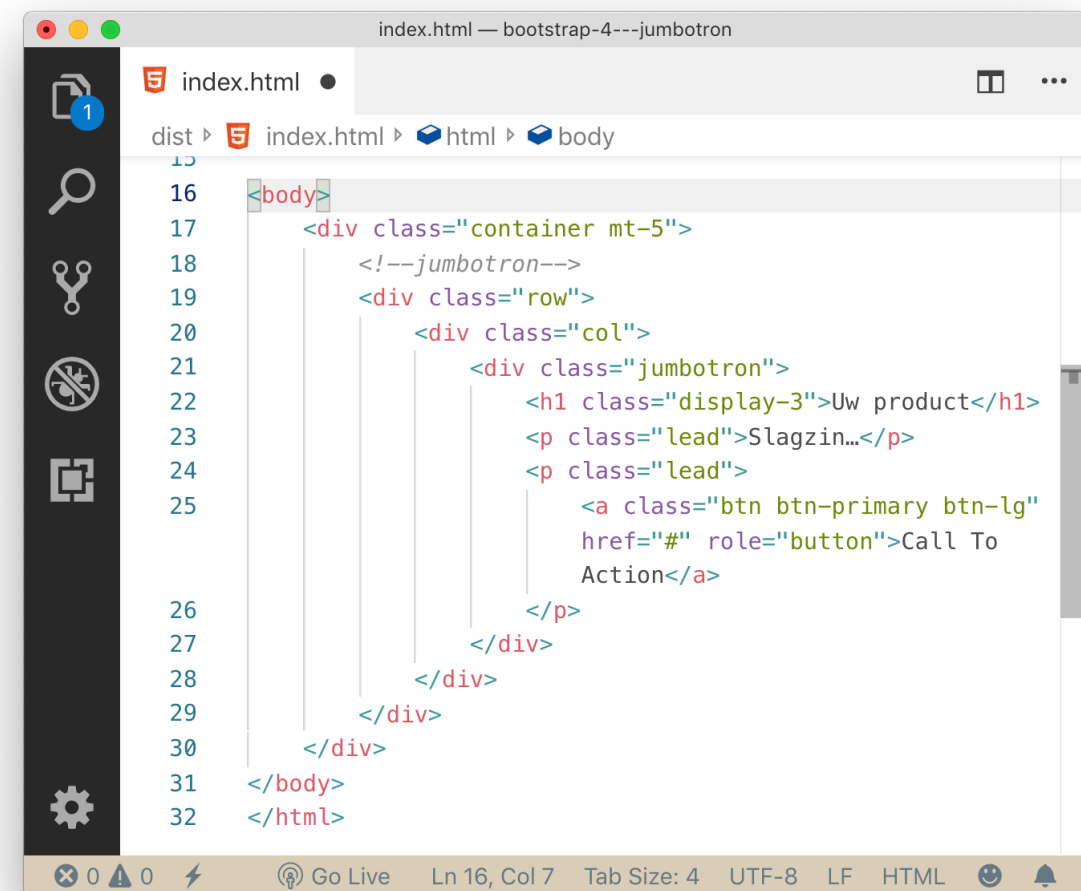 index.html — bootstrap-4---jumbotron
1
index.html
dist index.html html body
15
16 <body>
17 <div class="container mt-5">
18 <!--jumbotron-->
19 <div class="row">
20 <div class="col">
21 <div class="jumbotron">
22 <h1 class="display-3">Uw product</h1>
23 <p class="lead">Slagzin…</p>
24 <p class="lead">
25 <a class="btn btn-primary btn-lg"
href="#" role="button">Call To
Action</a>
26 </p>
27 </div>
28 </div>
29 </div>
30 </div>
31 </body>
32 </html>
0 0 Go Live Ln 16, Col 7 Tab Size: 4 UTF-8 LF HTML